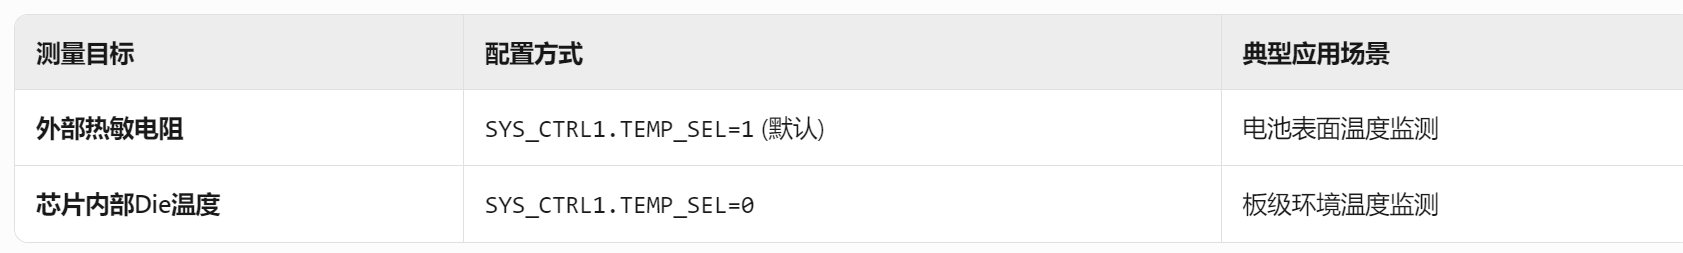 测量目标 配置方式 典型应用场景
外部热敏电阻 SYS_CTRL1.TEMP_SEL=1 (默认) 电池表面温度监测
芯片内部Die温度 SYS_CTRL1.TEMP_SEL=0 板级环境温度监测